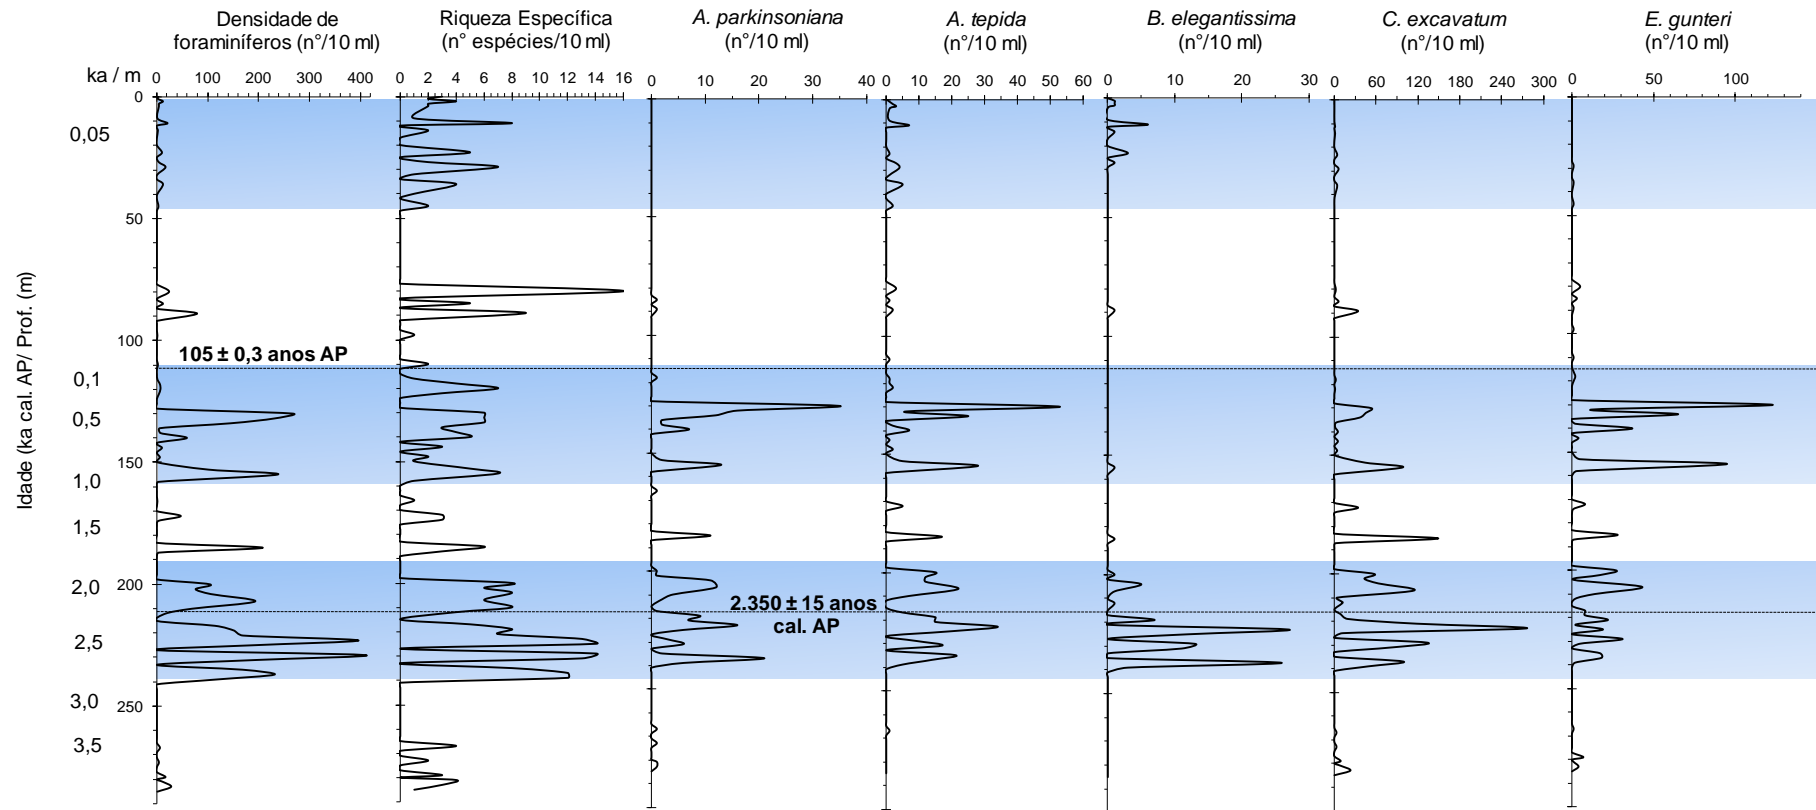 Densidade de
foraminíferos (n°/10 ml)
Riqueza Específica
(n° espécies/10 ml)
A. parkinsoniana
(n°/10 ml)
A. tepida
(n°/10 ml)
B. elegantissima
(n°/10 ml)
C. excavatum
(n°/10 ml)
E. gunteri
(n°/10 ml)
ka / m
0 100 200 300 400
0 2 4 6 8 10 12 14 16
0 10 20 30 40
0 10 20 30 40 50 60
0 10 20 30
0 60 120 180 240 300
0 50 100
0
0,05
50
100
105 ± 0,3 anos AP
0,1
0,5
150
1,0
1,5
200
2,0
2.350 ± 15 anos
cal. AP
2,5
3,0
250
3,5
Idade (ka cal. AP/ Prof. (m)